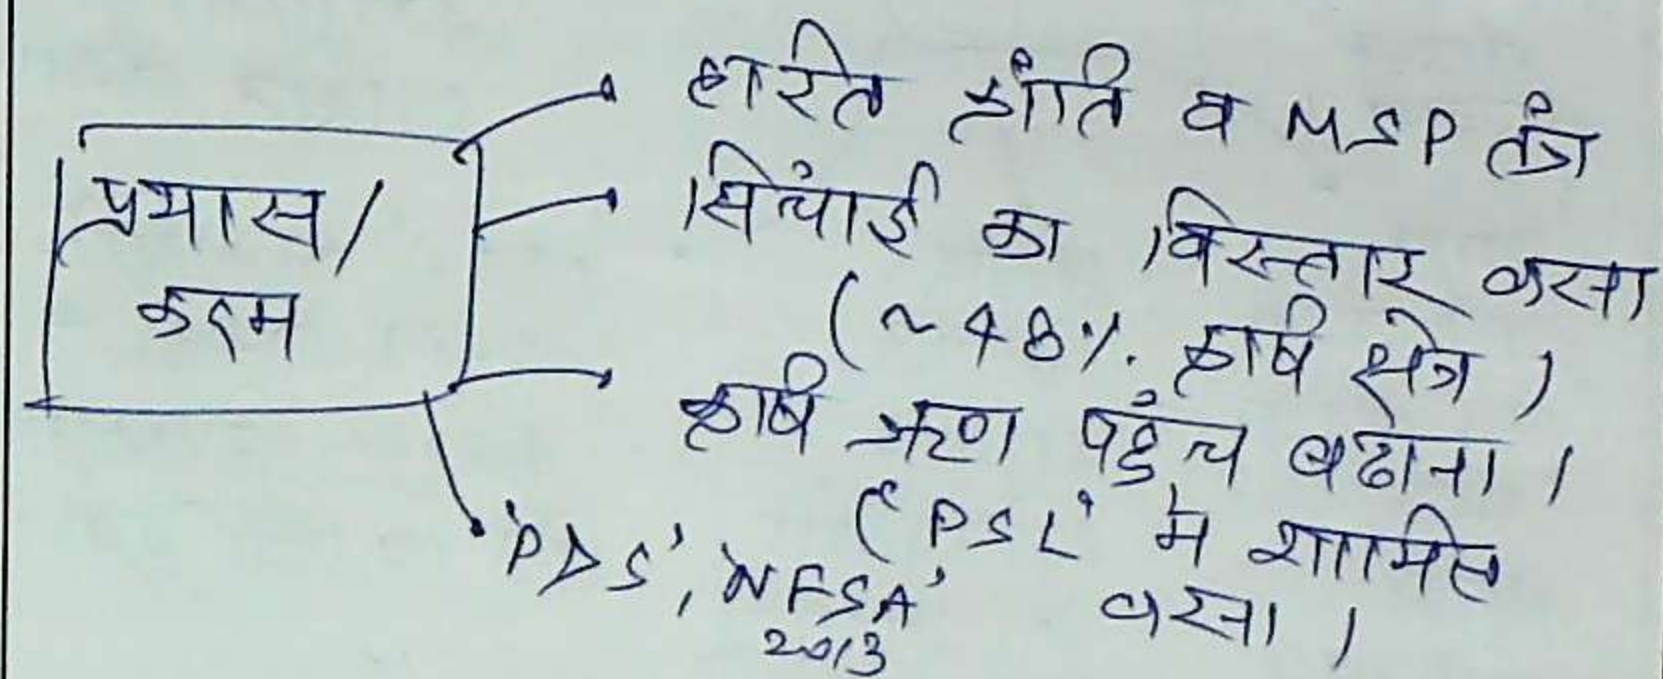 प्रयास/
कदम
हरित क्रांति व MSP तंत्र
सिंचाई का विस्तार करना
(~48% कृषि क्षेत्र)
कृषि ऋण पहुंच बढाना।
('PSL' में शामिल
करना।
'PDS', 'NFSA'
2013